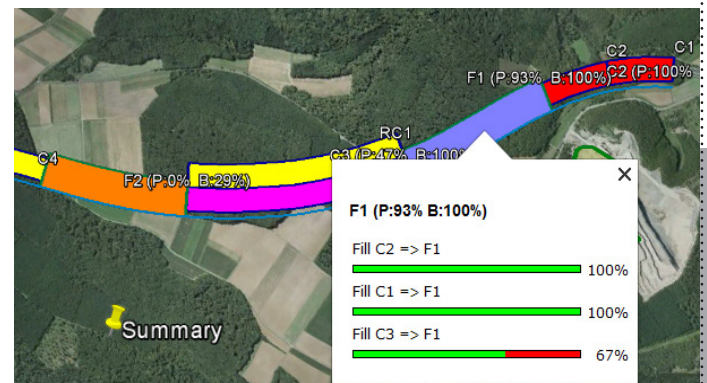 C2
C1
F1 (P:93% B:100%)
C2 (P:100%
RC1
C3 (P:47% B:100%
C4
F2 (P:0% B:29%)
F1 (P:93% B:100%)
Fill C2 => F1
100%
Fill C1 => F1
100%
Fill C3 => F1
67%
Summary